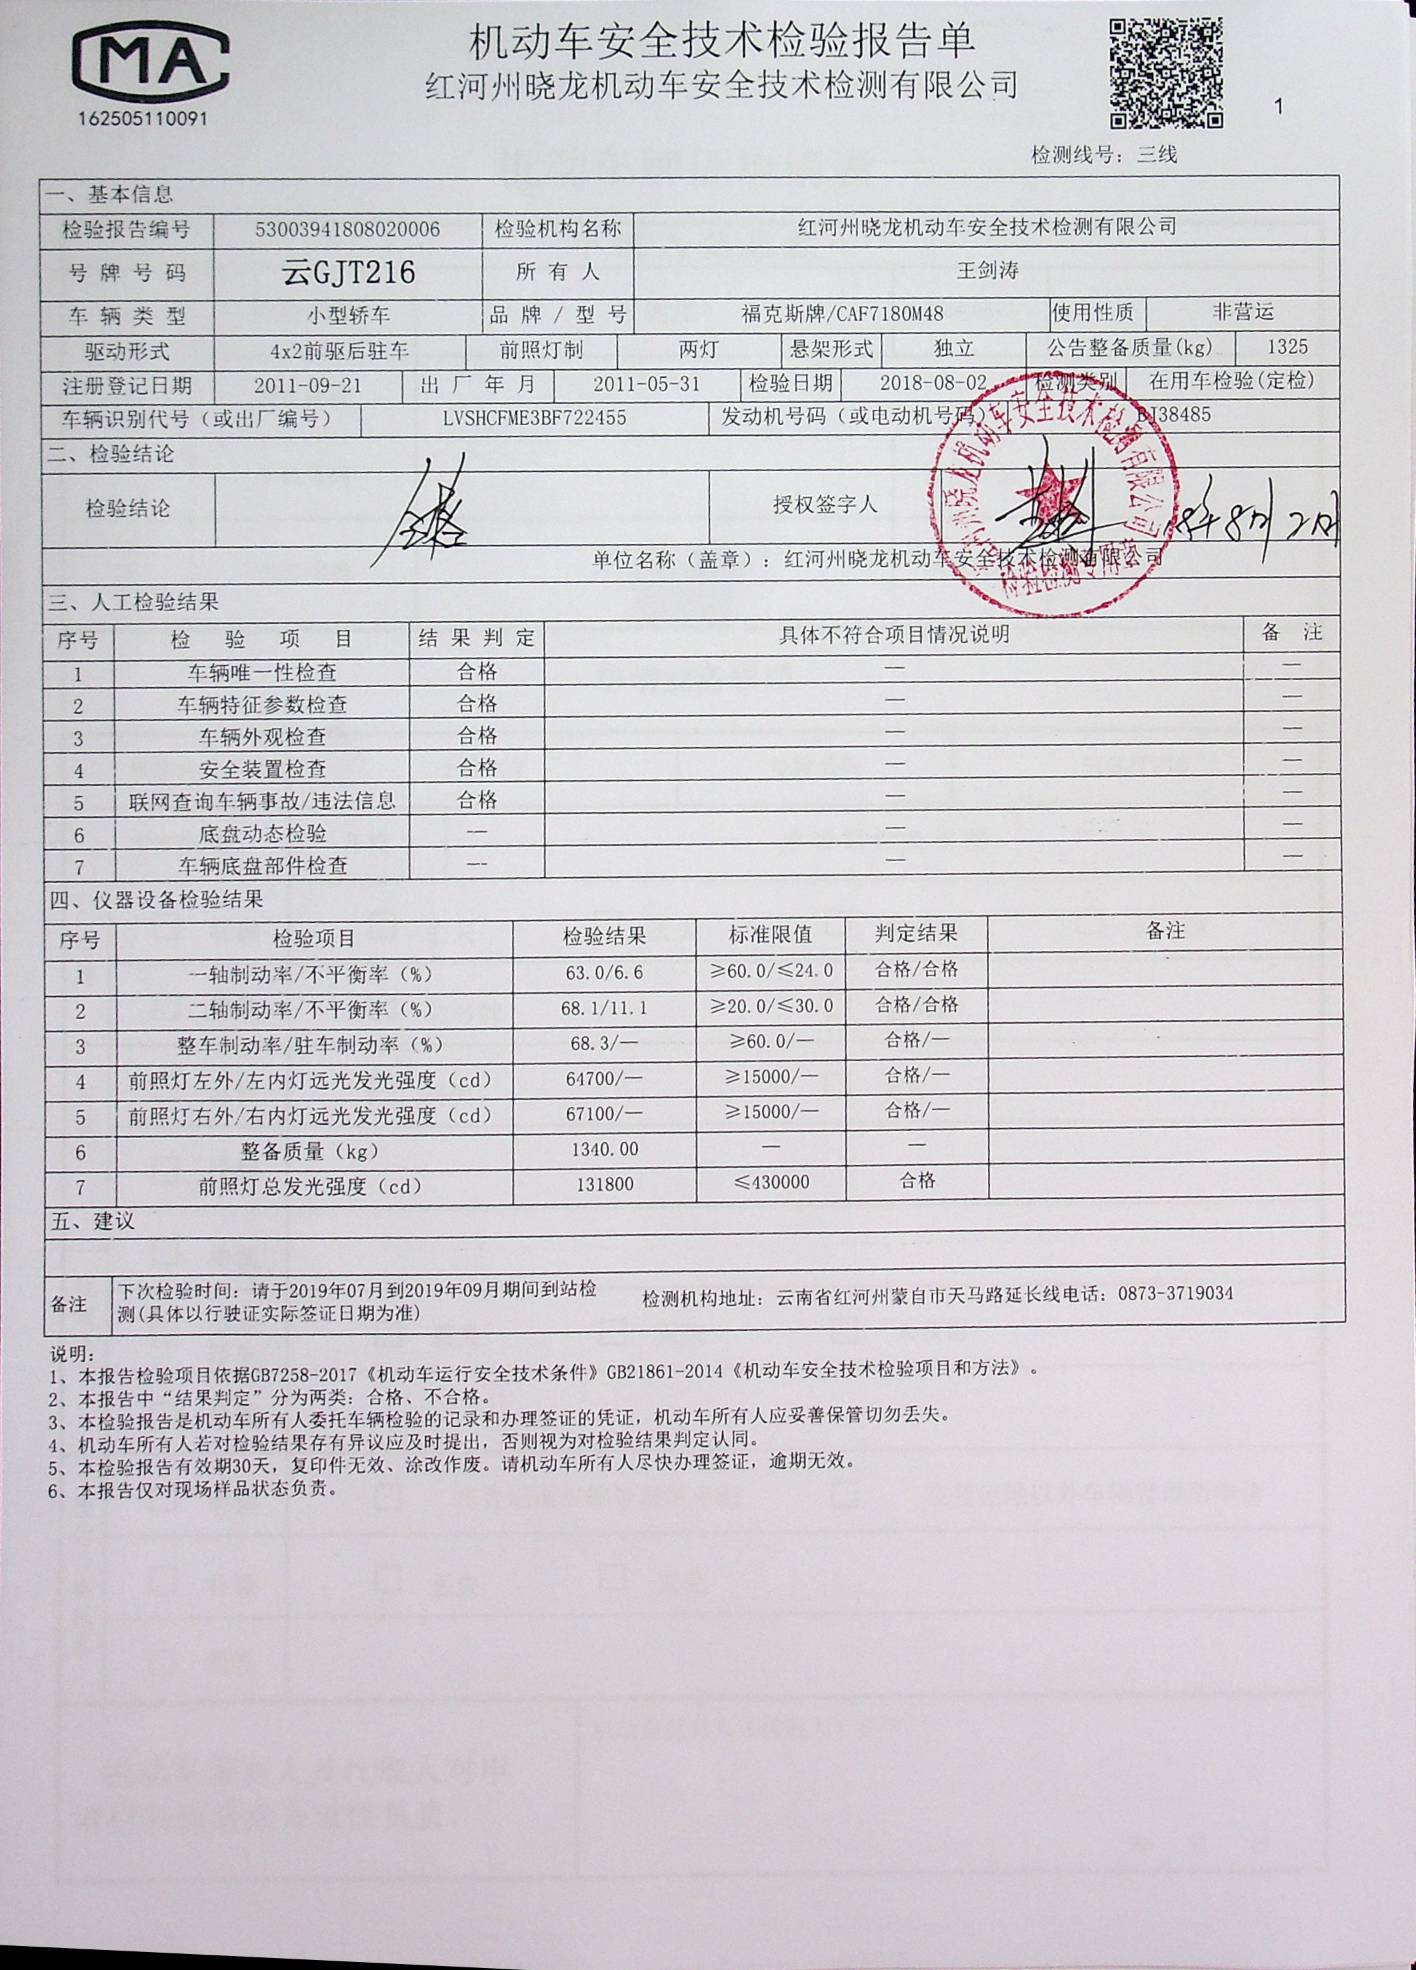 CMA
机动车安全技术检验报告单
162505110091
红河州晓龙机动车安全技术检测有限公司
1
检测线号：三线
一、基本信息
检验报告编号 53003941808020006 检验机构名称 红河州晓龙机动车安全技术检测有限公司
号牌号码 云GJT216 所有人 王剑涛
车辆类型 小型轿车 品牌/型号 福克斯牌/CAF7180M48 使用性质 非营运
驱动形式 4x2前驱后驻车 前照灯制 两灯 悬架形式 独立 公告整备质量(kg) 1325
注册登记日期 2011-09-21 出厂年月 2011-05-31 检验日期 2018-08-02 检测类别 在用车检验(定检)
车辆识别代号（或出厂编号） LVSHCFME3BF722455 发动机号码（或电动机号码） BJ38485
二、检验结论
检验结论 合格 授权签字人 18年8月2日
单位名称（盖章）：红河州晓龙机动车安全技术检测有限公司
红河州晓龙机动车安全技术检测有限公司
检验检测专用章
三、人工检验结果
序号 检验项目 结果判定 具体不符合项目情况说明 备注
1 车辆唯一性检查 合格 — —
2 车辆特征参数检查 合格 — —
3 车辆外观检查 合格 — —
4 安全装置检查 合格 — —
5 联网查询车辆事故/违法信息 合格 — —
6 底盘动态检验 — — —
7 车辆底盘部件检查 — — —
四、仪器设备检验结果
序号 检验项目 检验结果 标准限值 判定结果 备注
1 一轴制动率/不平衡率（%） 63.0/6.6 ≥60.0/≤24.0 合格/合格
2 二轴制动率/不平衡率（%） 68.1/11.1 ≥20.0/≤30.0 合格/合格
3 整车制动率/驻车制动率（%） 68.3/— ≥60.0/— 合格/—
4 前照灯左外/左内灯远光发光强度（cd） 64700/— ≥15000/— 合格/—
5 前照灯右外/右内灯远光发光强度（cd） 67100/— ≥15000/— 合格/—
6 整备质量（kg） 1340.00 — —
7 前照灯总发光强度（cd） 131800 ≤430000 合格
五、建议
备注 下次检验时间：请于2019年07月到2019年09月期间到站检
测(具体以行驶证实际签证日期为准) 检测机构地址：云南省红河州蒙自市天马路延长线电话：0873-3719034
说明：
1、本报告检验项目依据GB7258-2017《机动车运行安全技术条件》GB21861-2014《机动车安全技术检验项目和方法》。
2、本报告中“结果判定”分为两类：合格、不合格。
3、本检验报告是机动车所有人委托车辆检验的记录和办理签证的凭证，机动车所有人应妥善保管切勿丢失。
4、机动车所有人若对检验结果存有异议应及时提出，否则视为对检验结果判定认同。
5、本检验报告有效期30天，复印件无效、涂改作废。请机动车所有人尽快办理签证，逾期无效。
6、本报告仅对现场样品状态负责。